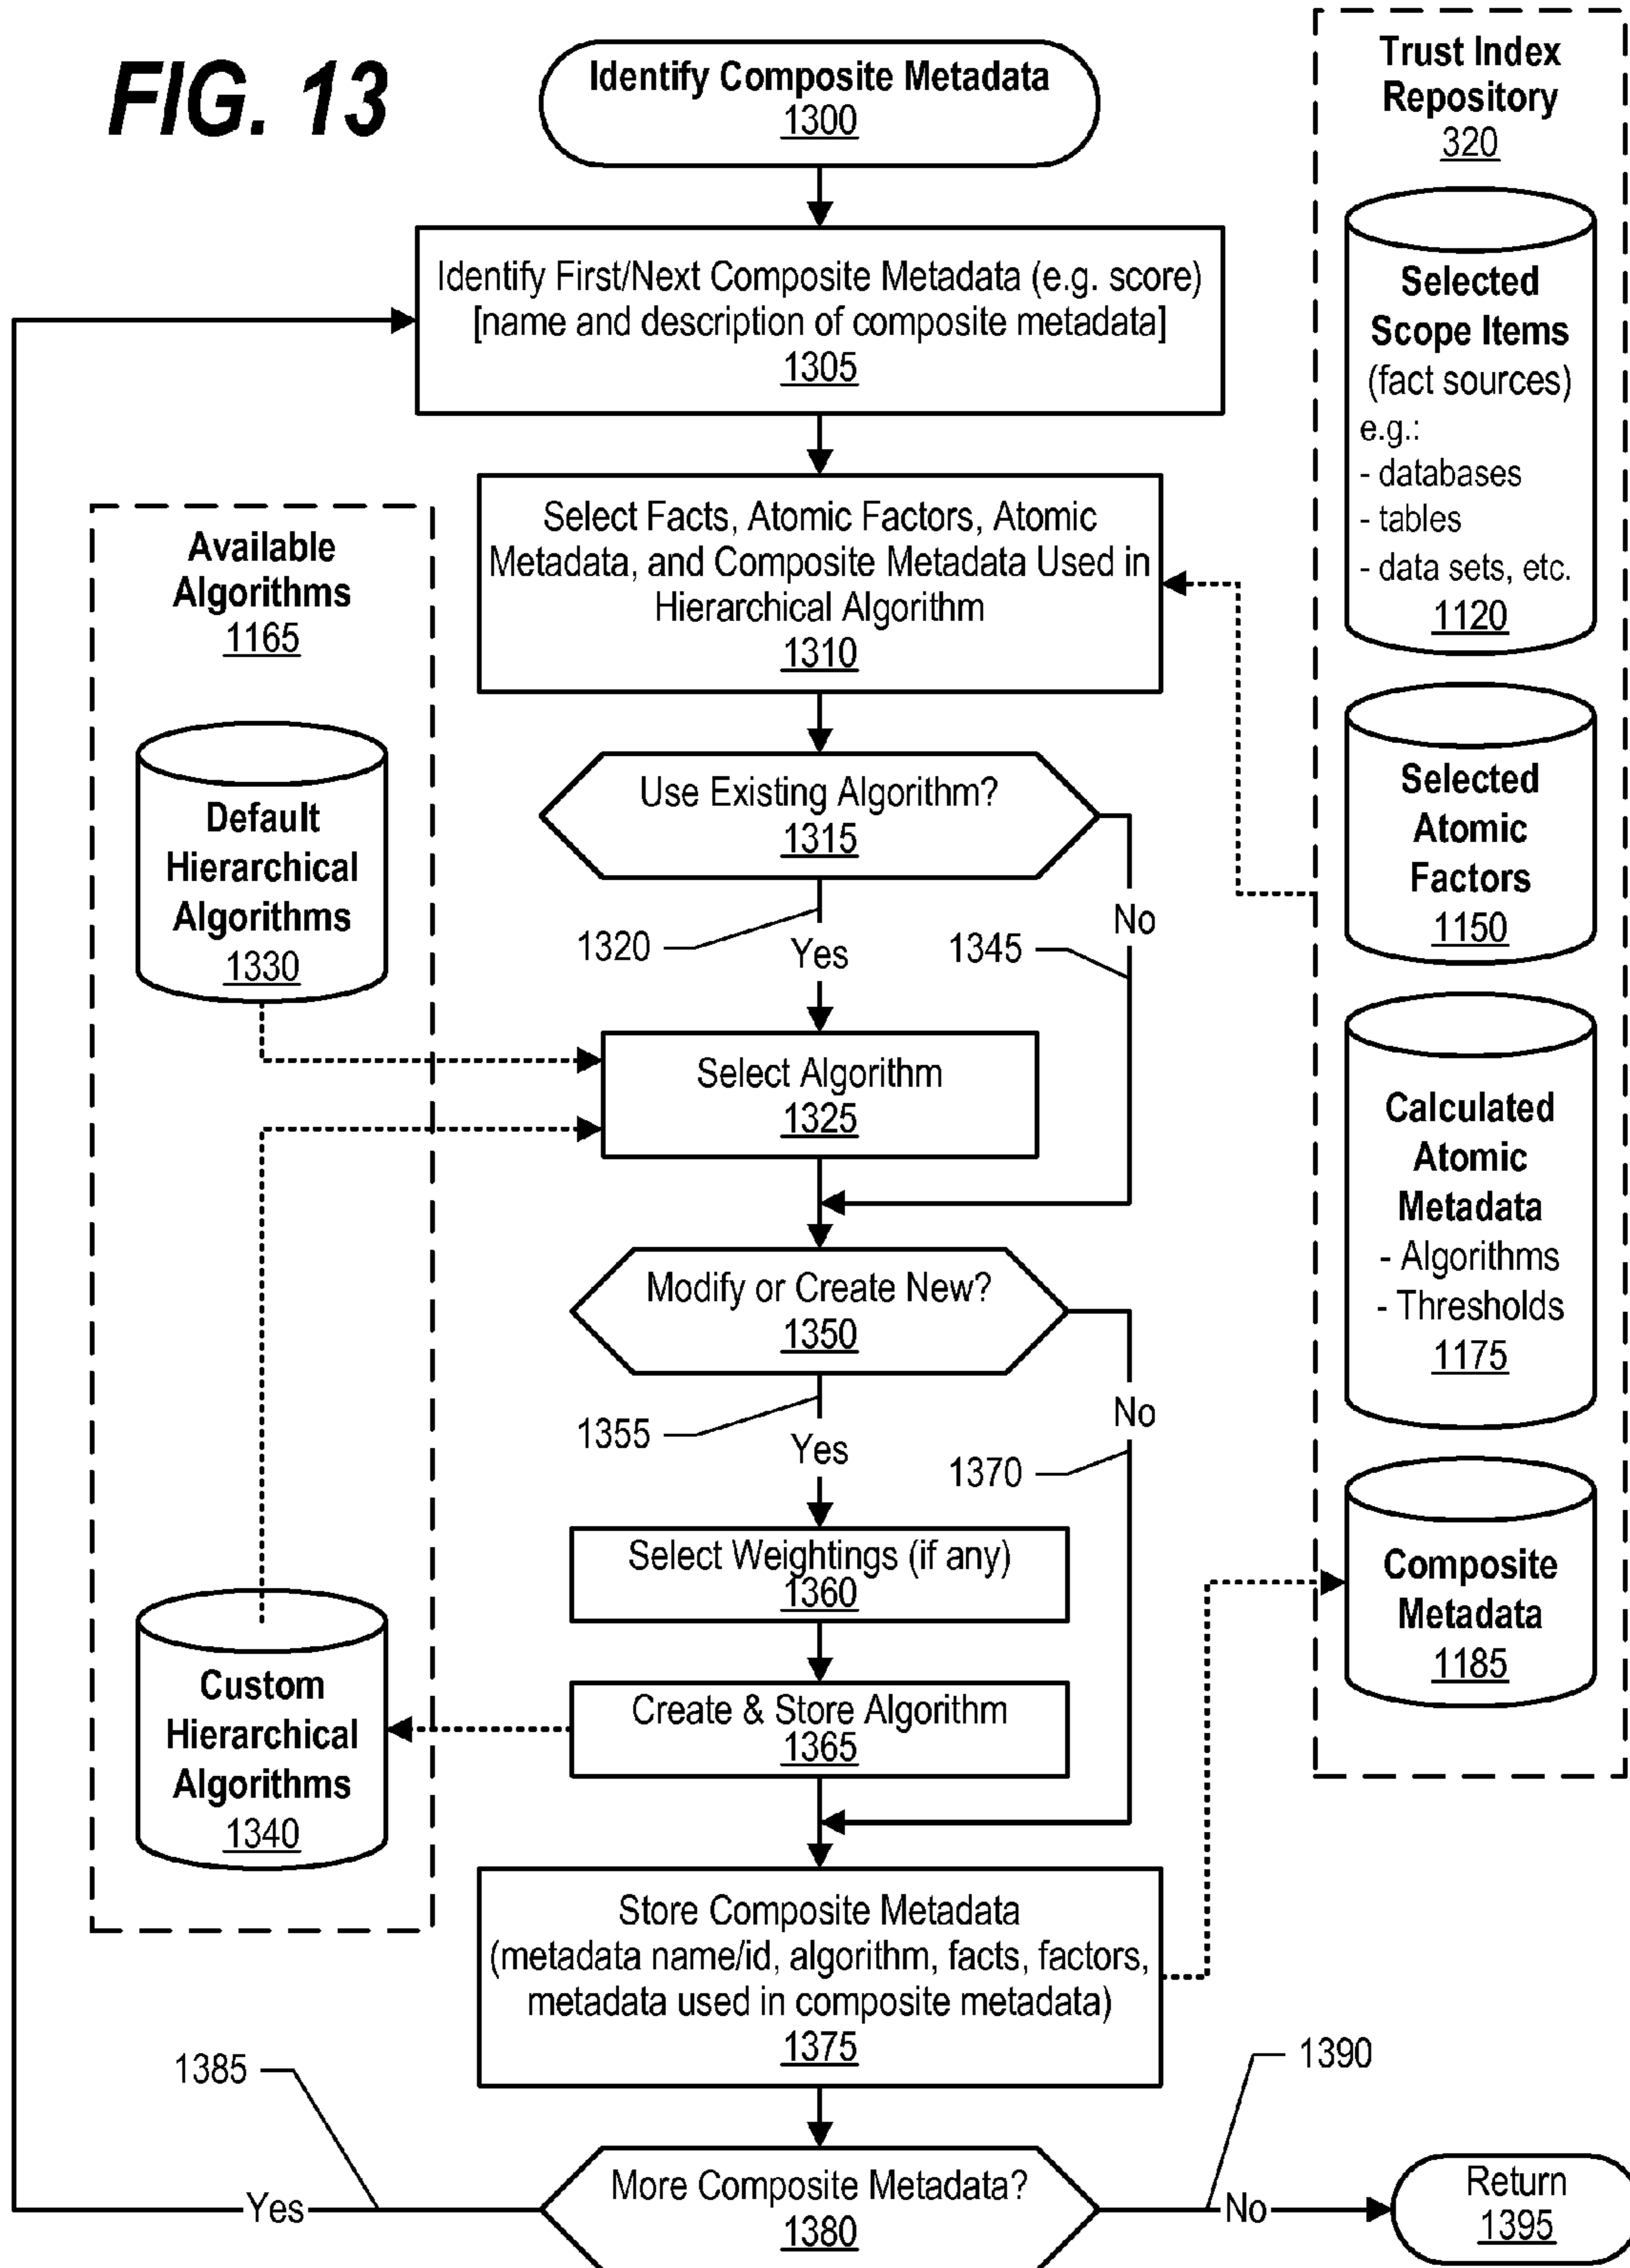 FIG. 13
Identify Composite Metadata
1300
Identify First/Next Composite Metadata (e.g. score)
[name and description of composite metadata]
1305
Select Facts, Atomic Factors, Atomic
Metadata, and Composite Metadata Used in
Hierarchical Algorithm
1310
Use Existing Algorithm?
1315
1320
Yes
1345
No
Select Algorithm
1325
Modify or Create New?
1350
1355
Yes
1370
No
Select Weightings (if any)
1360
Create & Store Algorithm
1365
Store Composite Metadata
(metadata name/id, algorithm, facts, factors,
metadata used in composite metadata)
1375
More Composite Metadata?
1380
1385
Yes
1390
No
Return
1395
Available
Algorithms
1165
Default
Hierarchical
Algorithms
1330
Custom
Hierarchical
Algorithms
1340
Trust Index
Repository
320
Selected
Scope Items
(fact sources)
e.g.:
- databases
- tables
- data sets, etc.
1120
Selected
Atomic
Factors
1150
Calculated
Atomic
Metadata
- Algorithms
- Thresholds
1175
Composite
Metadata
1185